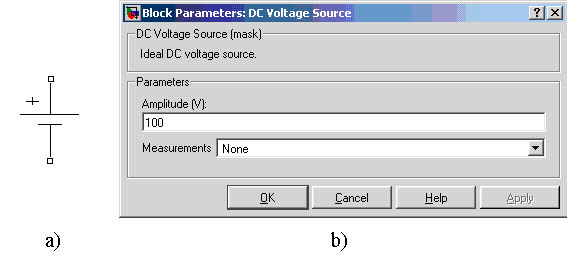 Block Parameters: DC Voltage Source
DC Voltage Source (mask)
Ideal DC voltage source.
Parameters
Amplitude (V):
100
Measurements None
OK Cancel Help Apply
+
a) b)